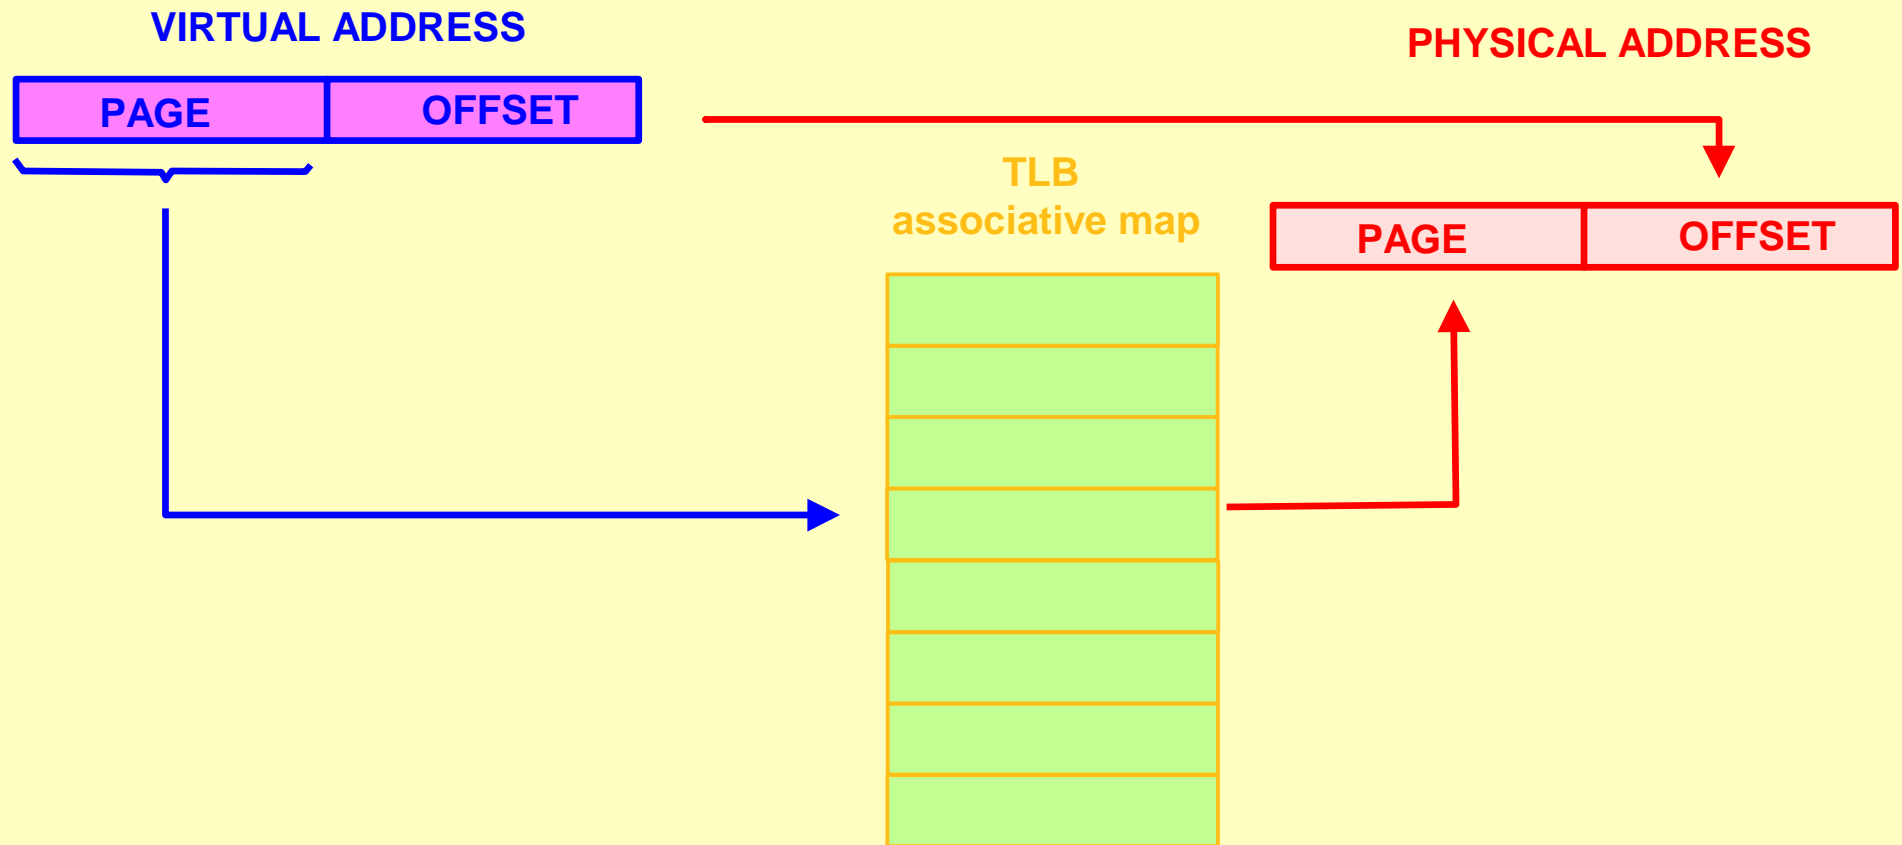 VIRTUAL ADDRESS
PHYSICAL ADDRESS
PAGE
OFFSET
TLB
associative map
PAGE
OFFSET